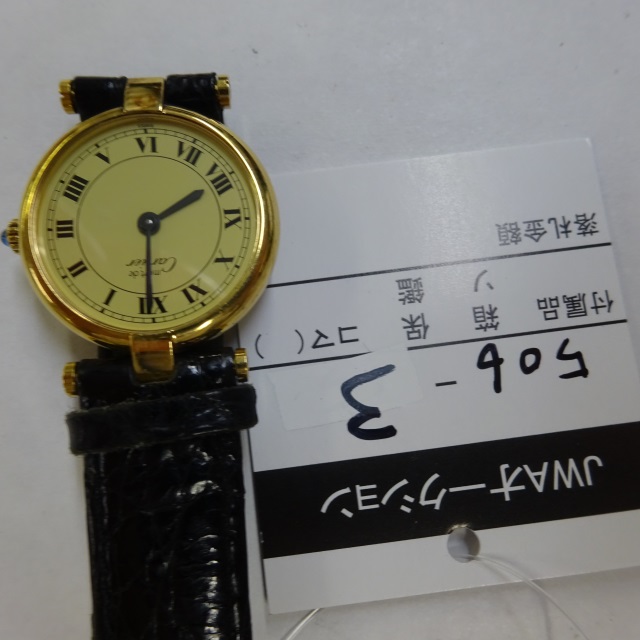 JWAオークション
506-3
付属品 箱 保 コマ( )
ソ 鑑
落札金額
must de
Cartier